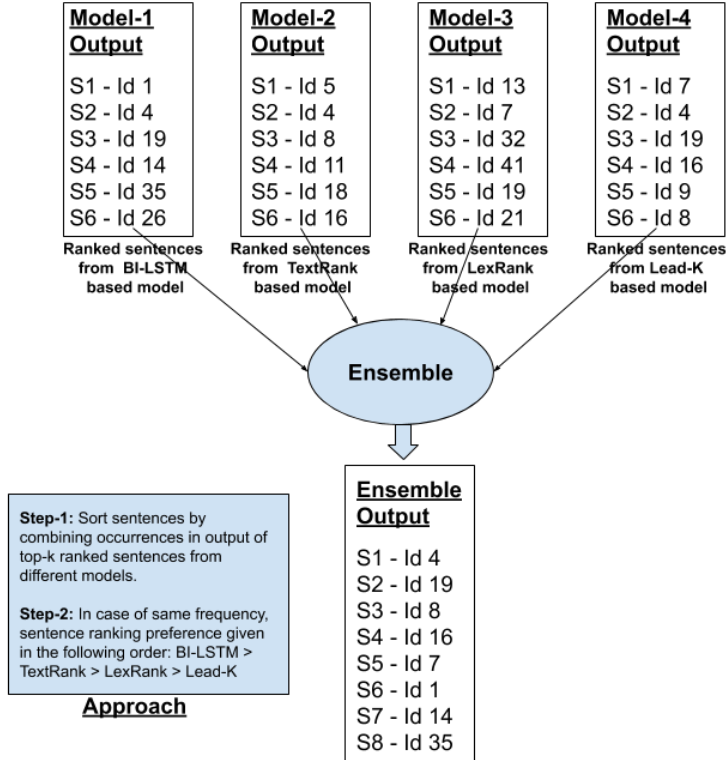 Model-1
Output
S1 - Id 1
S2 - Id 4
S3 - Id 19
S4 - Id 14
S5 - Id 35
S6 - Id 26
Ranked sentences
from BI-LSTM
based model
Model-2
Output
S1 - Id 5
S2 - Id 4
S3 - Id 8
S4 - Id 11
S5 - Id 18
S6 - Id 16
Ranked sentences
from TextRank
based model
Model-3
Output
S1 - Id 13
S2 - Id 7
S3 - Id 32
S4 - Id 41
S5 - Id 19
S6 - Id 21
Ranked sentences
from LexRank
based model
Model-4
Output
S1 - Id 7
S2 - Id 4
S3 - Id 19
S4 - Id 16
S5 - Id 9
S6 - Id 8
Ranked sentences
from Lead-K
based model
Ensemble
Step-1: Sort sentences by
combining occurrences in output of
top-k ranked sentences from
different models.
Step-2: In case of same frequency,
sentence ranking preference given
in the following order: BI-LSTM >
TextRank > LexRank > Lead-K
Approach
Ensemble
Output
S1 - Id 4
S2 - Id 19
S3 - Id 8
S4 - Id 16
S5 - Id 7
S6 - Id 1
S7 - Id 14
S8 - Id 35